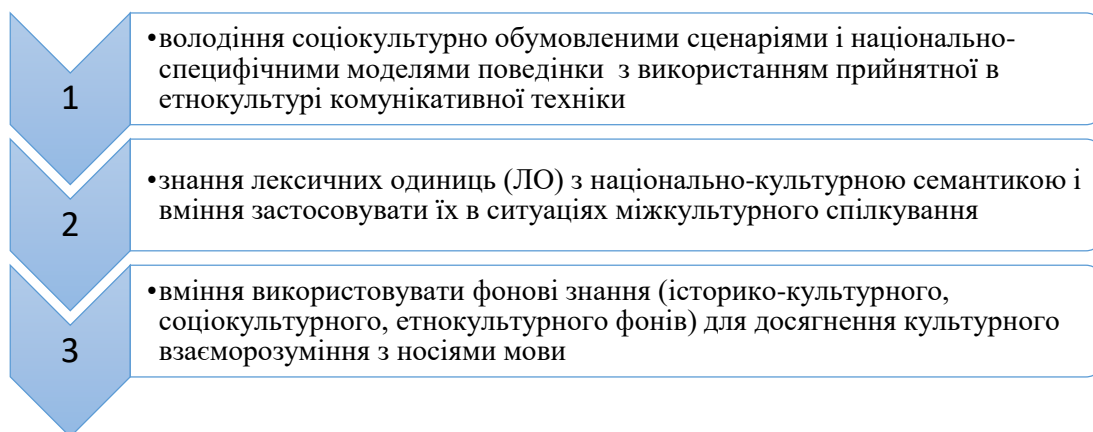 1
•володіння соціокультурно обумовленими сценаріями і національно-
специфічними моделями поведінки з використанням прийнятної в
етнокультурі комунікативної техніки
2
•знання лексичних одиниць (ЛО) з національно-культурною семантикою і
вміння застосовувати їх в ситуаціях міжкультурного спілкування
3
•вміння використовувати фонові знання (історико-культурного,
соціокультурного, етнокультурного фонів) для досягнення культурного
взаєморозуміння з носіями мови